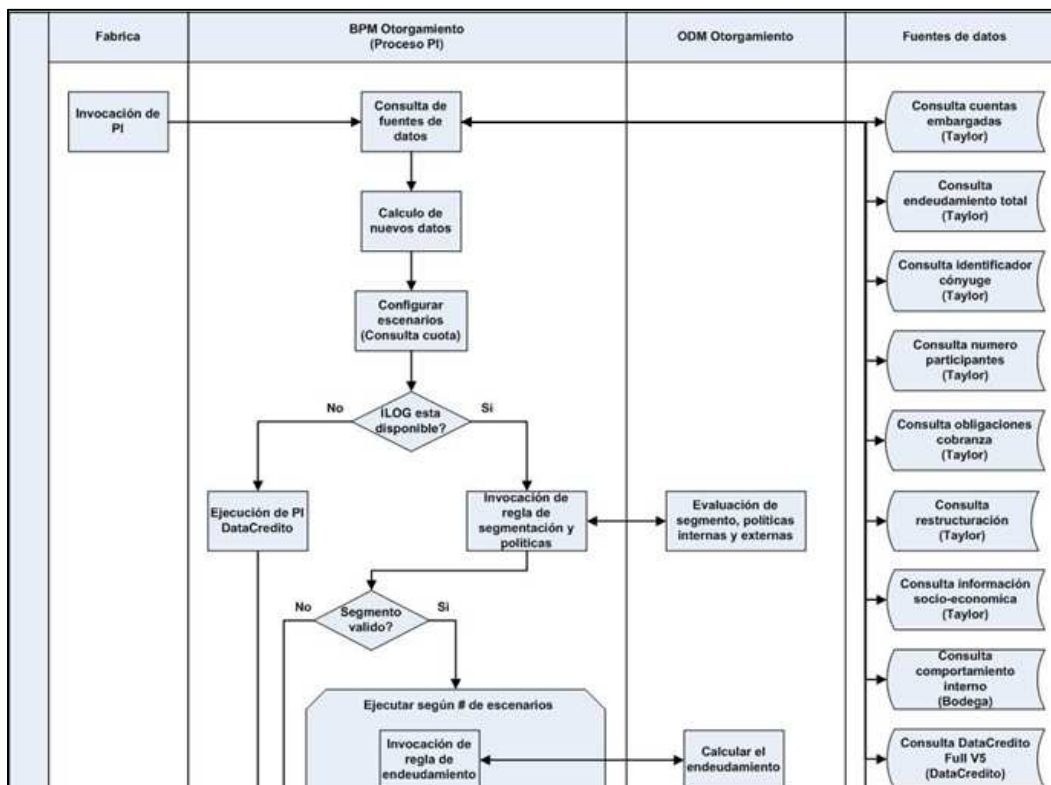 Fabrica
BPM Otorgamiento
(Proceso PI)
ODM Otorgamiento
Fuentes de datos
Invocación de
PI
Consulta de
fuentes de
datos
Consulta cuentas
embargadas
(Taylor)
Calculo de
nuevos datos
Consulta
endeudamiento total
(Taylor)
Configurar
escenarios
(Consulta cuota)
Consulta identificador
cónyuge
(Taylor)
No
ILOG esta
disponible?
Si
Consulta numero
participantes
(Taylor)
Consulta obligaciones
cobranza
(Taylor)
Ejecución de PI
DataCredito
Invocación de
regla de
segmentación y
políticas
Evaluación de
segmento, políticas
internas y externas
Consulta
restructuración
(Taylor)
No
Segmento
valido?
Si
Consulta información
socio-economica
(Taylor)
Consulta
comportamiento
interno
(Bodega)
Ejecutar según # de escenarios
Invocación de
regla de
endeudamiento
Calcular el
endeudamiento
Consulta DataCredito
Full V5
(DataCredito)